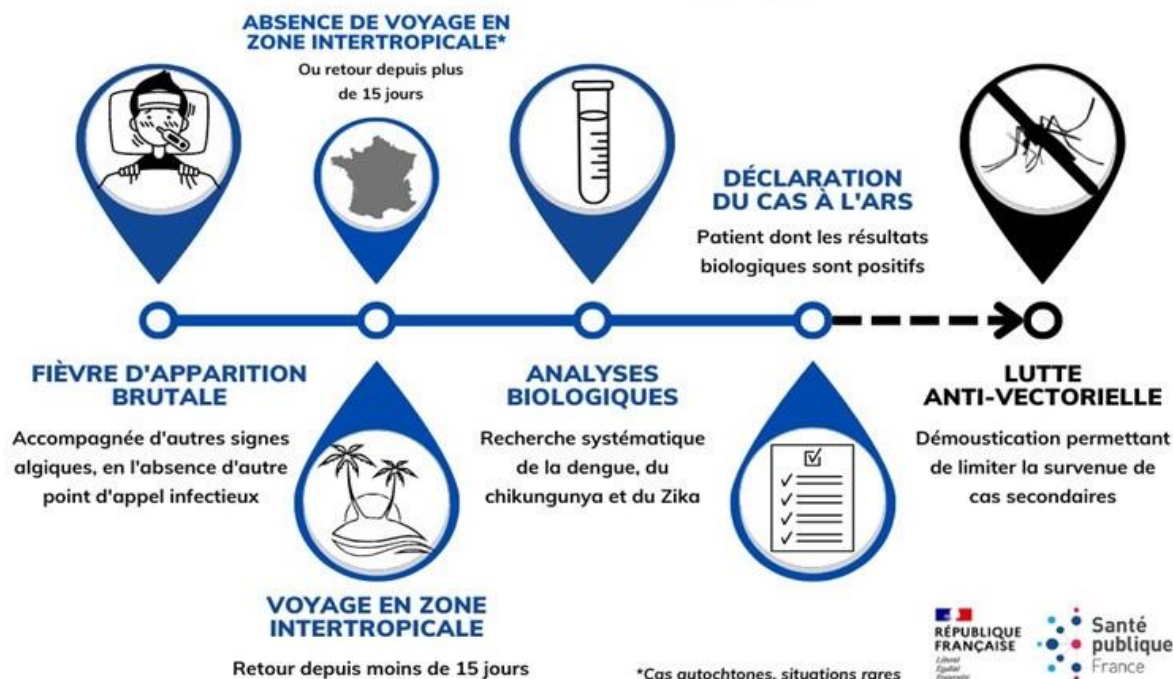 ABSENCE DE VOYAGE EN
ZONE INTERTROPICALE*
Ou retour depuis plus
de 15 jours
FIÈVRE D'APPARITION
BRUTALE
Accompagnée d'autres signes
algiques, en l'absence d'autre
point d'appel infectieux
VOYAGE EN ZONE
INTERTROPICALE
Retour depuis moins de 15 jours
ANALYSES
BIOLOGIQUES
Recherche systématique
de la dengue, du
chikungunya et du Zika
DÉCLARATION
DU CAS À L'ARS
Patient dont les résultats
biologiques sont positifs
LUTTE
ANTI-VECTORIELLE
Démoustication permettant
de limiter la survenue de
cas secondaires
*Cas autochtones, situations rares
RÉPUBLIQUE
FRANÇAISE
Liberté
Égalité
Fraternité
Santé
publique
France